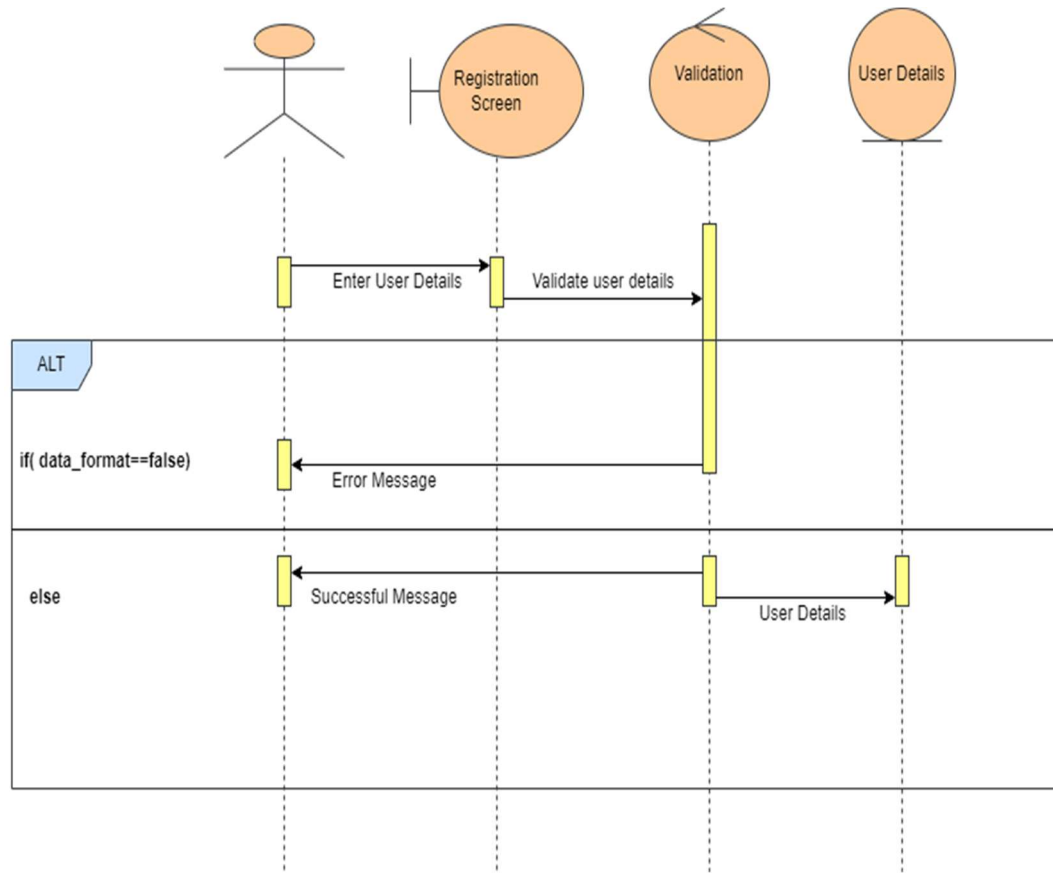 Registration
Screen
Validation
User Details
Enter User Details
Validate user details
ALT
if( data_format==false)
Error Message
else
Successful Message
User Details